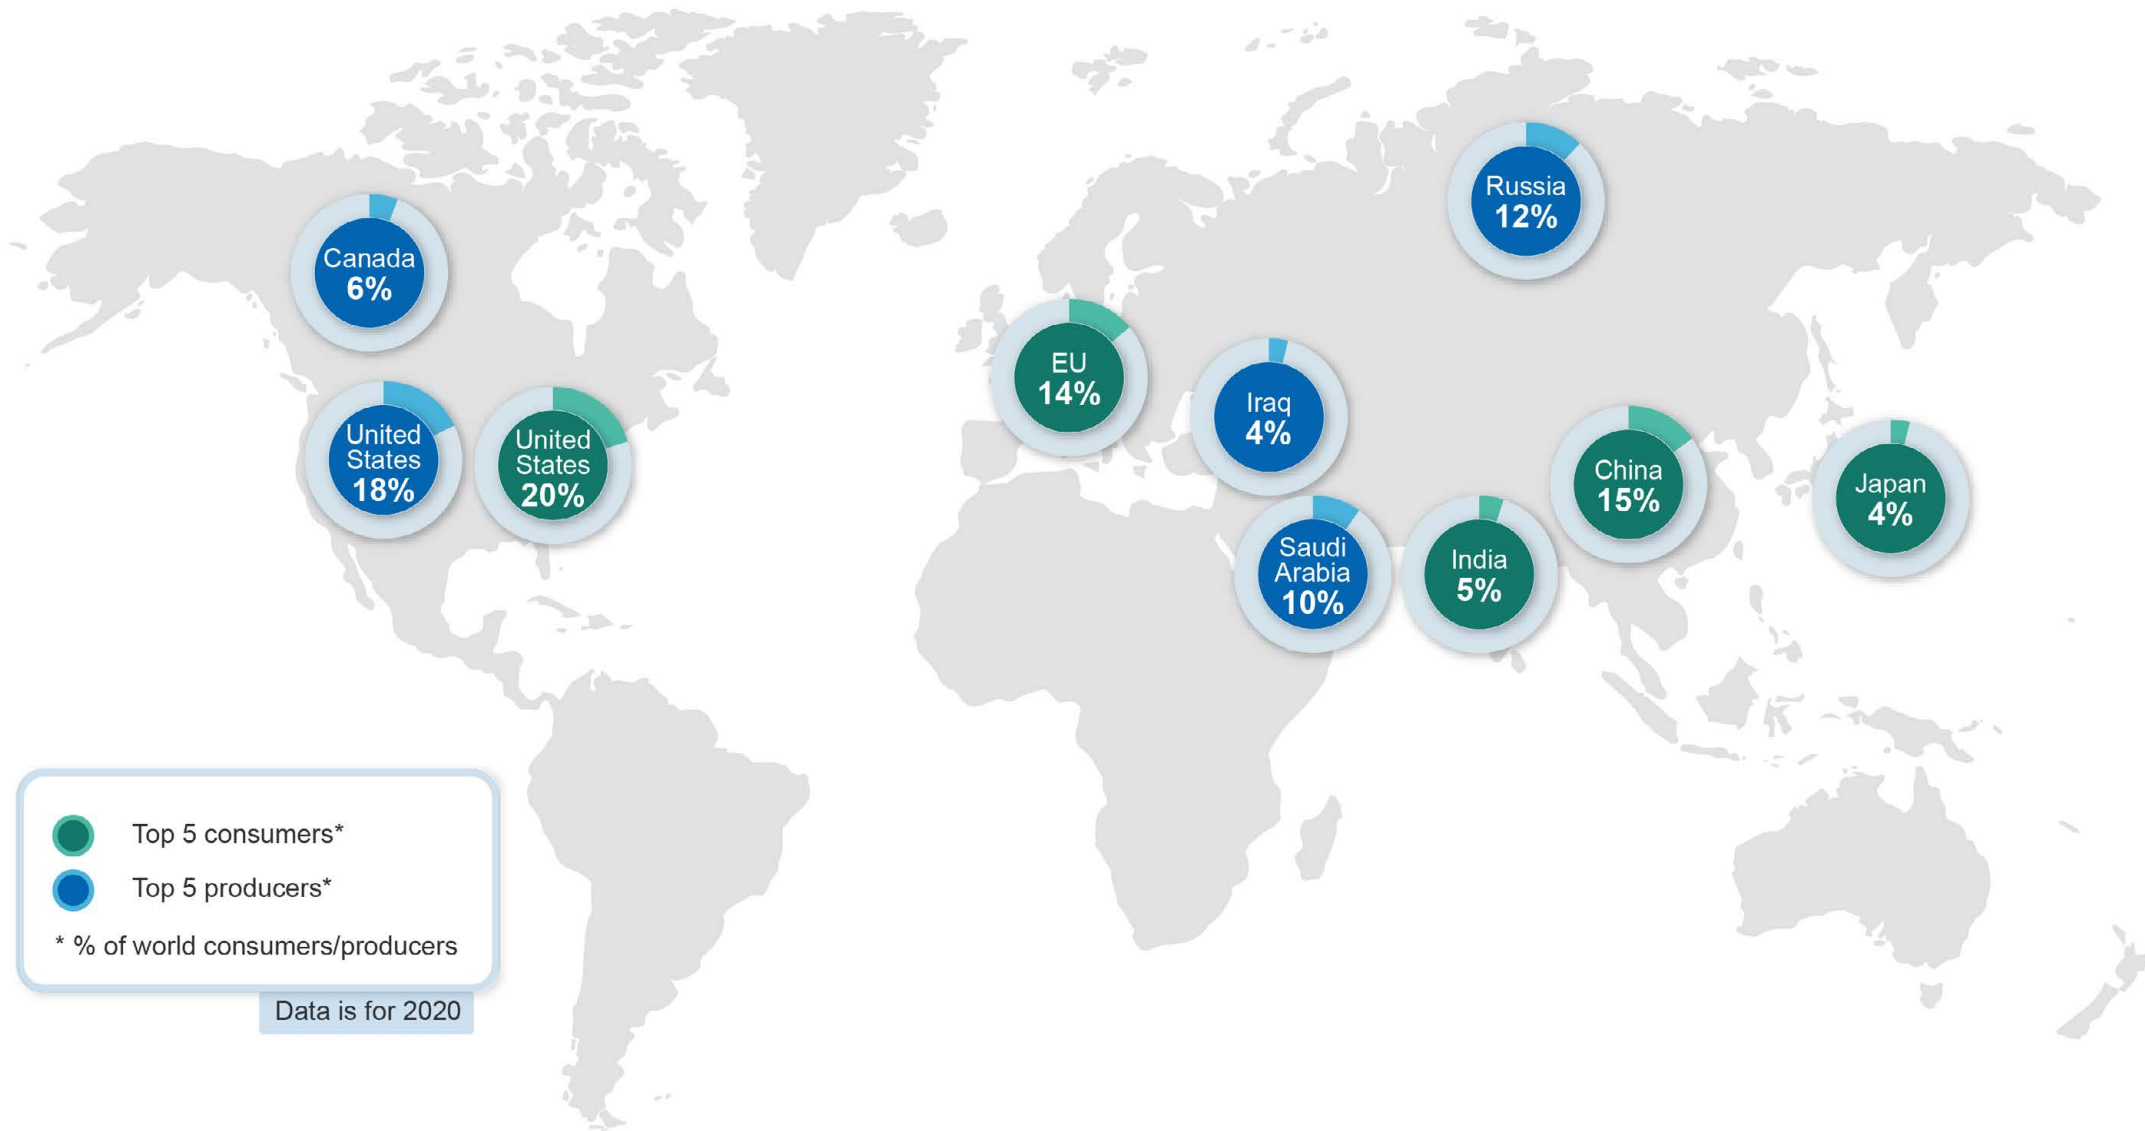 Russia
12%
Canada
6%
EU
14%
Iraq
4%
United
States
18%
United
States
20%
China
15%
Japan
4%
Saudi
Arabia
10%
India
5%
Top 5 consumers*
Top 5 producers*
* % of world consumers/producers
Data is for 2020